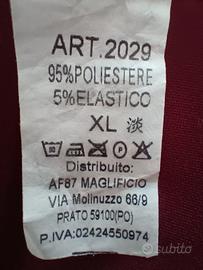 ART.2029
95%POLIESTERE
5%ELASTICO
XL 淡
Distribuito:
AF87 MAGLIFICIO
VIA Molinuzzo 66/9
PRATO 59100(PO)
P.IVA:02424550974
subito